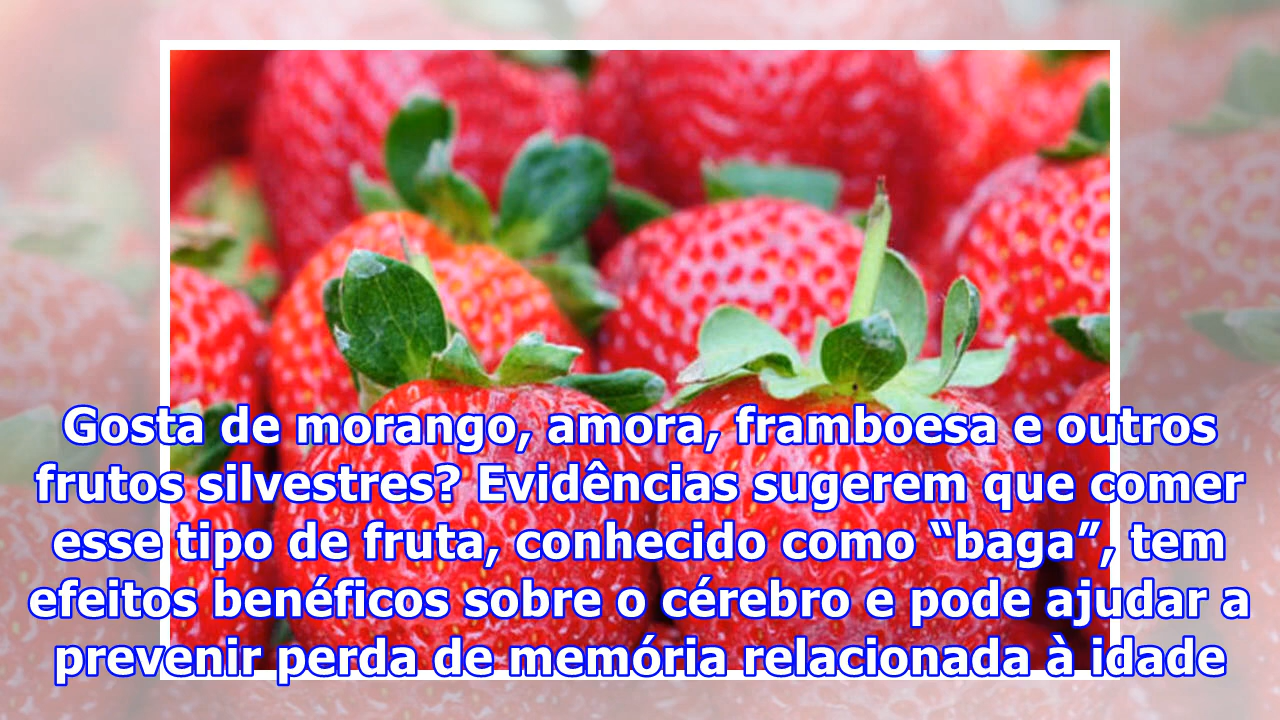 Gosta de morango, amora, framboesa e outros
frutos silvestres? Evidências sugerem que comer
esse tipo de fruta, conhecido como “baga”, tem
efeitos benéficos sobre o cérebro e pode ajudar a
prevenir perda de memória relacionada à idade